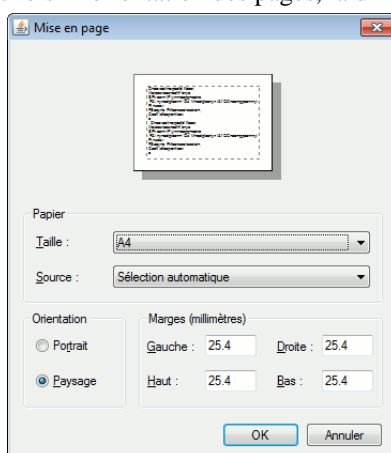 Mise en page
Papier
Taille :
A4
Source :
Sélection automatique
Orientation
Portrait
Paysage
Marges (millimètres)
Gauche : 25.4 Droite : 25.4
Haut : 25.4 Bas : 25.4
OK Annuler